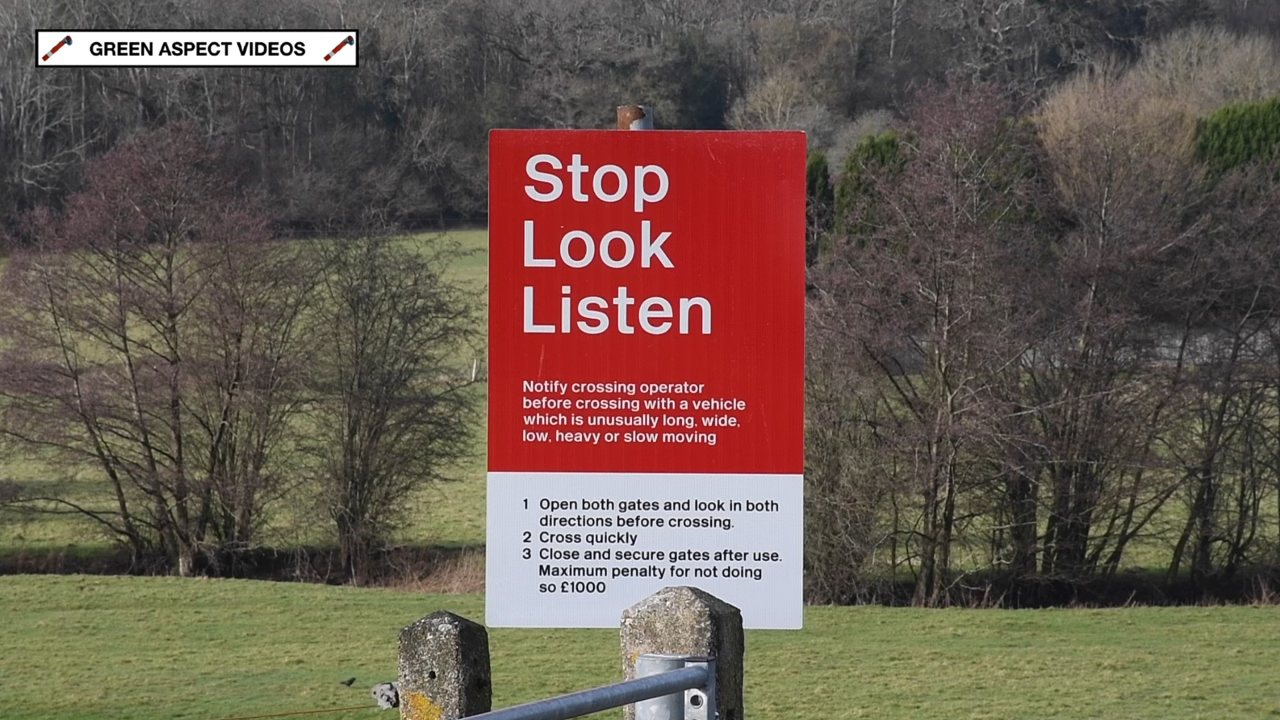 GREEN ASPECT VIDEOS
Stop
Look
Listen
Notify crossing operator
before crossing with a vehicle
which is unusually long, wide,
low, heavy or slow moving
1 Open both gates and look in both
directions before crossing.
2 Cross quickly
3 Close and secure gates after use.
Maximum penalty for not doing
so £1000